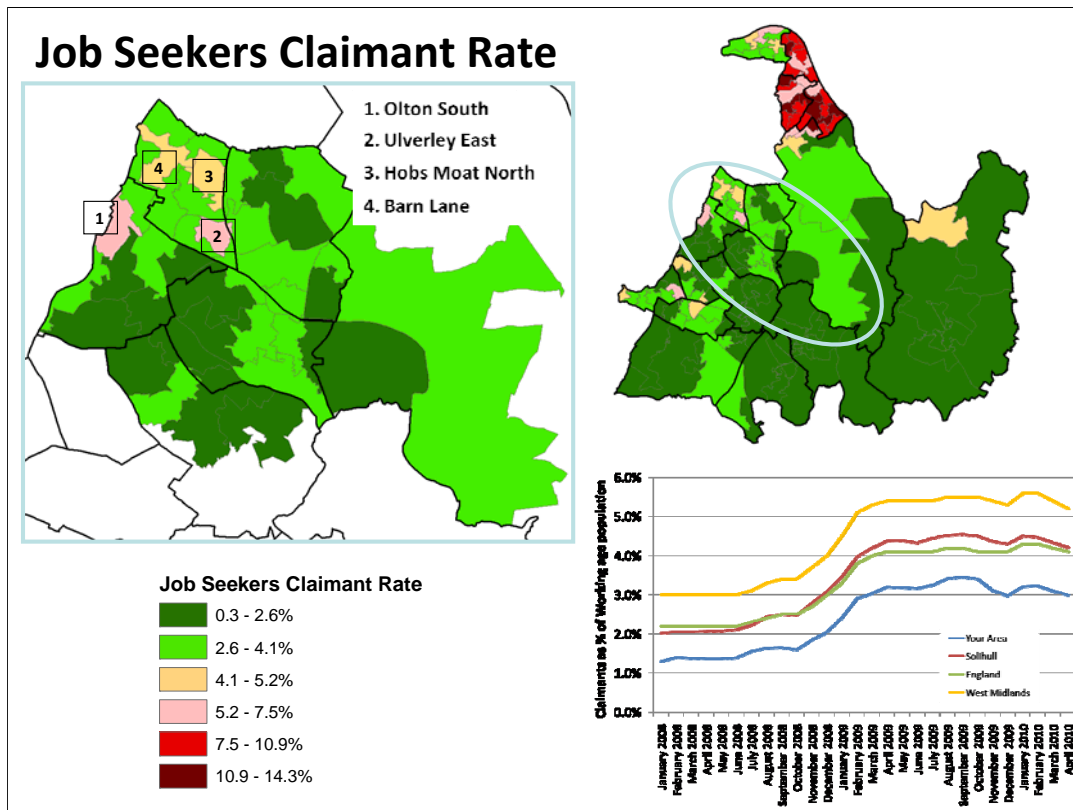 Job Seekers Claimant Rate
1. Olton South
2. Ulverley East
3. Hobs Moat North
4. Barn Lane
4
3
1
2
Job Seekers Claimant Rate
0.3 - 2.6%
2.6 - 4.1%
4.1 - 5.2%
5.2 - 7.5%
7.5 - 10.9%
10.9 - 14.3%
Claimants as % of Working age population
6.0%
5.0%
4.0%
3.0%
2.0%
1.0%
0.0%
Your Area
Solihull
England
West Midlands
January 2008
February 2008
March 2008
April 2008
May 2008
June 2008
July 2008
August 2008
September 2008
October 2008
November 2008
December 2008
January 2009
February 2009
March 2009
April 2009
May 2009
June 2009
July 2009
August 2009
September 2009
October 2009
November 2009
December 2009
January 2010
February 2010
March 2010
April 2010